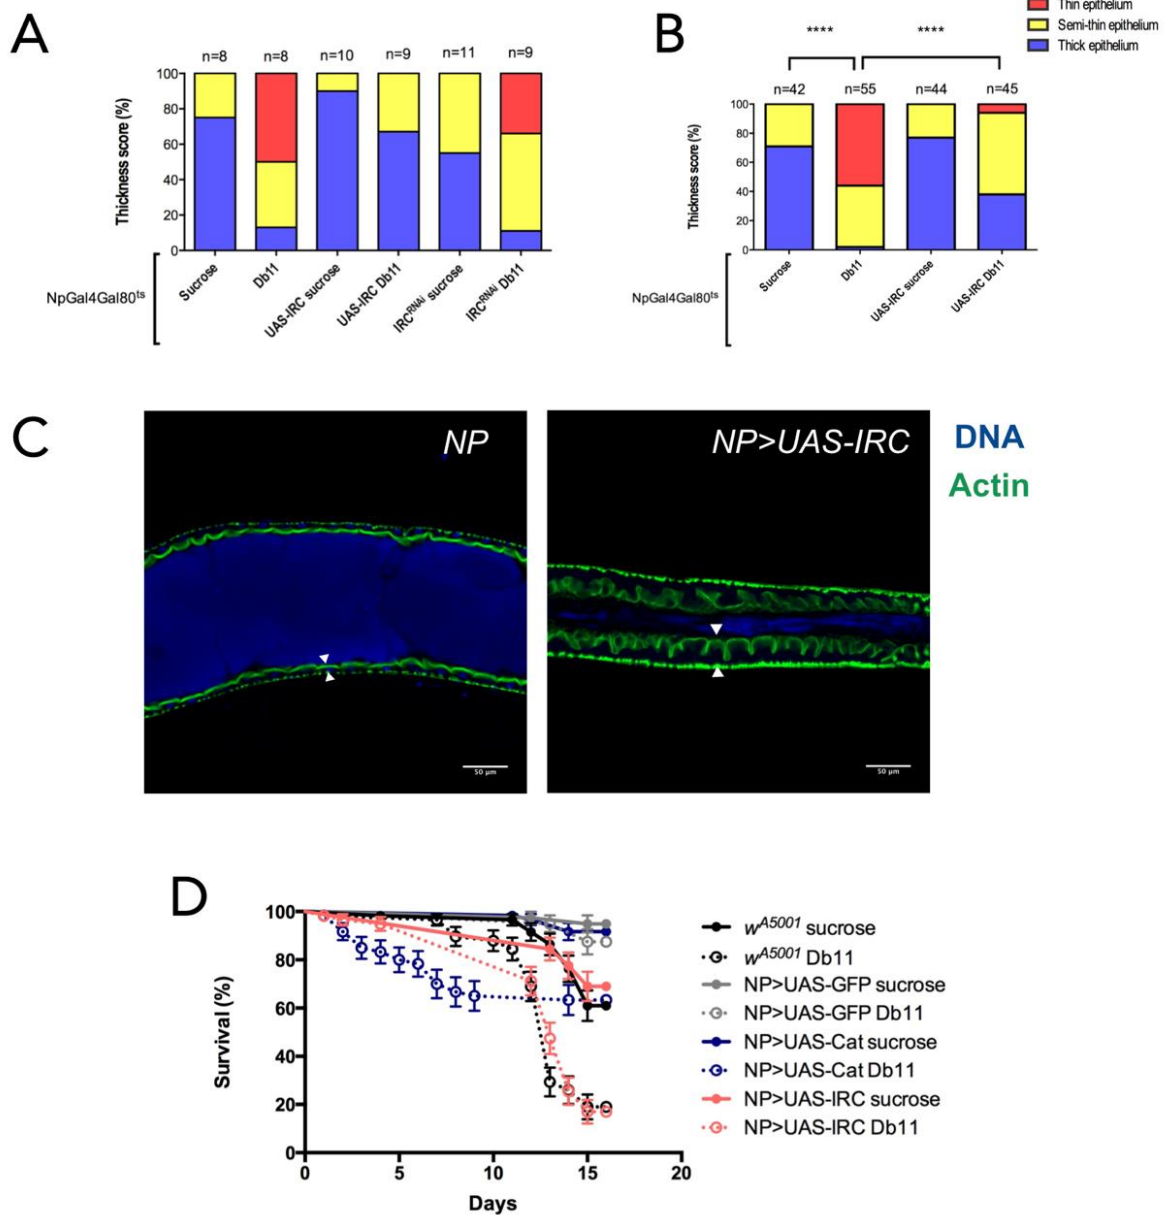 A
n=8
n=8
n=10
n=9
n=11
n=9
Thickness score (%)
100
80
60
40
20
0
Sucrose
Db11
UAS-IRC sucrose
UAS-IRC Db11
IRCRNAi sucrose
IRCRNAi Db11
NpGal4Gal80ts
B
****
****
Thin epithelium
Semi-thin epithelium
Thick epithelium
n=42
n=55
n=44
n=45
Thickness score (%)
100
80
60
40
20
0
Sucrose
Db11
UAS-IRC sucrose
UAS-IRC Db11
NpGal4Gal80ts
C
NP
50 µm
NP>UAS-IRC
50 µm
DNA
Actin
D
Survival (%)
100
80
60
40
20
0
0
5
10
15
20
Days
wA5001 sucrose
wA5001 Db11
NP>UAS-GFP sucrose
NP>UAS-GFP Db11
NP>UAS-Cat sucrose
NP>UAS-Cat Db11
NP>UAS-IRC sucrose
NP>UAS-IRC Db11